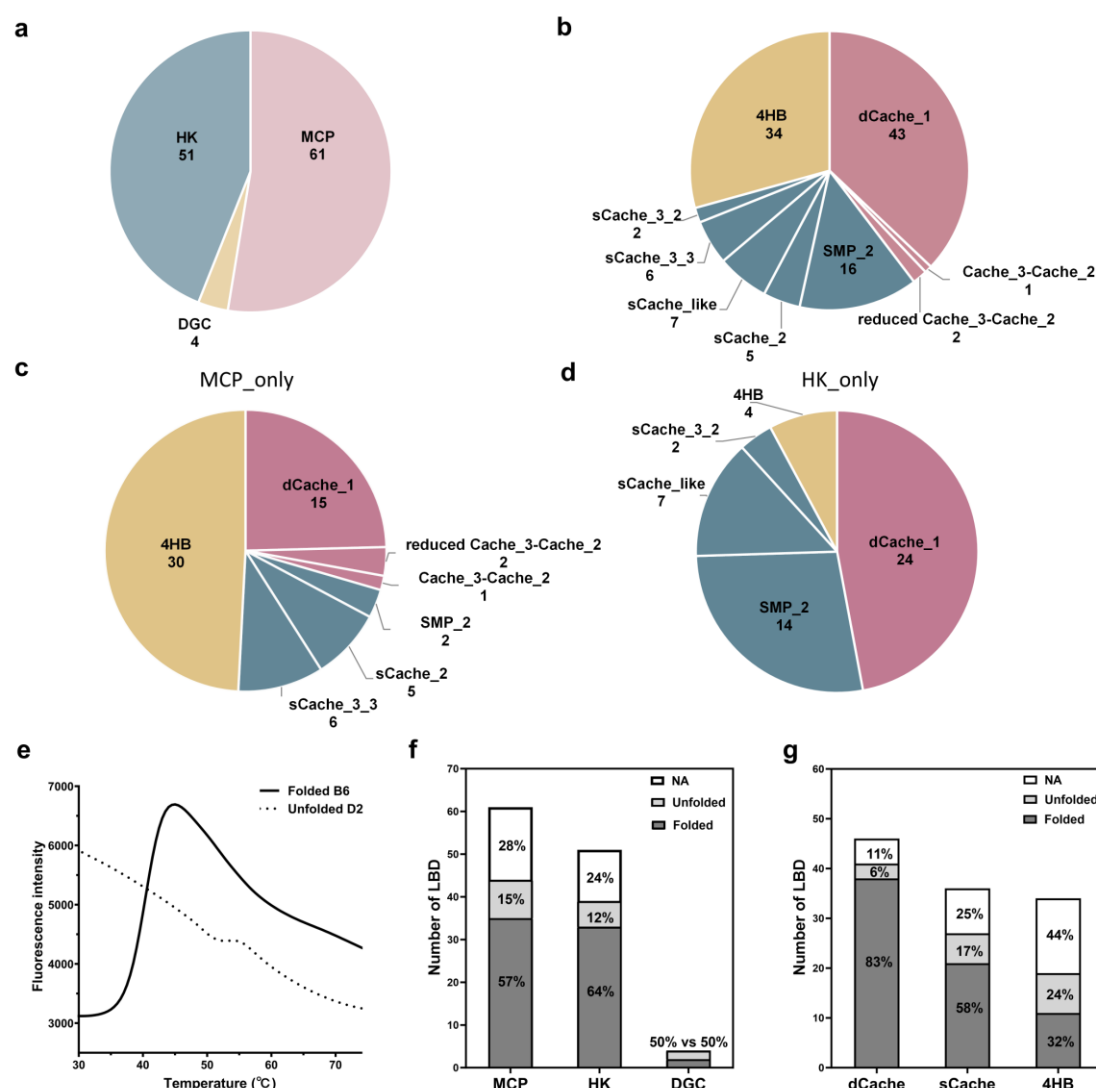 a
HK
51
MCP
61
DGC
4
b
4HB
34
dCache_1
43
sCache_3_2
2
sCache_3_3
6
sCache_like
7
sCache_2
5
SMP_2
16
Cache_3-Cache_2
1
reduced Cache_3-Cache_2
2
c
MCP_only
4HB
30
dCache_1
15
reduced Cache_3-Cache_2
2
Cache_3-Cache_2
1
SMP_2
2
sCache_2
5
sCache_3_3
6
d
HK_only
4HB
4
sCache_3_2
2
sCache_like
7
SMP_2
14
dCache_1
24
e
Folded B6
Unfolded D2
Fluorescence intensity
7000
6000
5000
4000
3000
30
40
50
60
70
Temperature (℃)
f
Number of LBD
70
60
50
40
30
20
10
0
NA
Unfolded
Folded
28%
15%
57%
24%
12%
64%
50% vs 50%
MCP
HK
DGC
g
Number of LBD
60
50
40
30
20
10
0
NA
Unfolded
Folded
11%
6%
83%
25%
17%
58%
44%
24%
32%
dCache
sCache
4HB